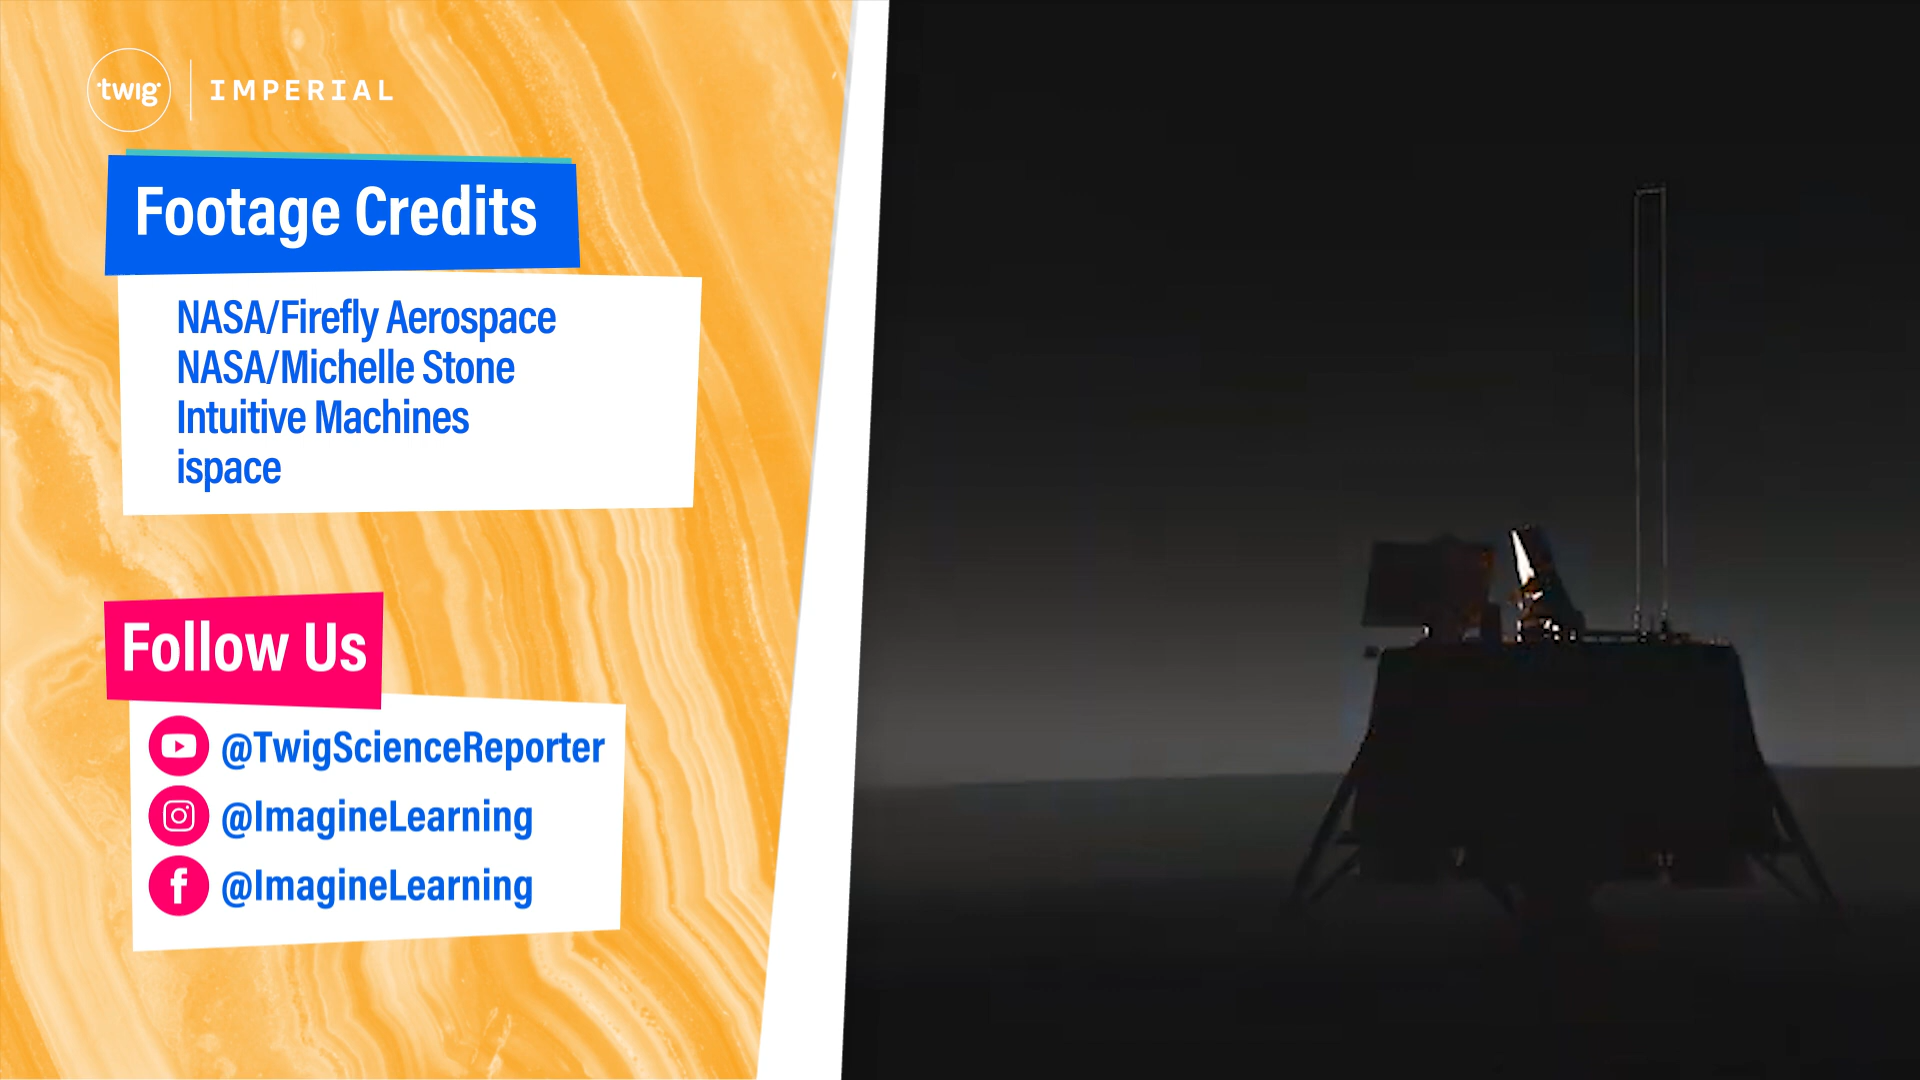 twig | IMPERIAL
Footage Credits
NASA/Firefly Aerospace
NASA/Michelle Stone
Intuitive Machines
ispace
Follow Us
@TwigScienceReporter
@ImagineLearning
@ImagineLearning